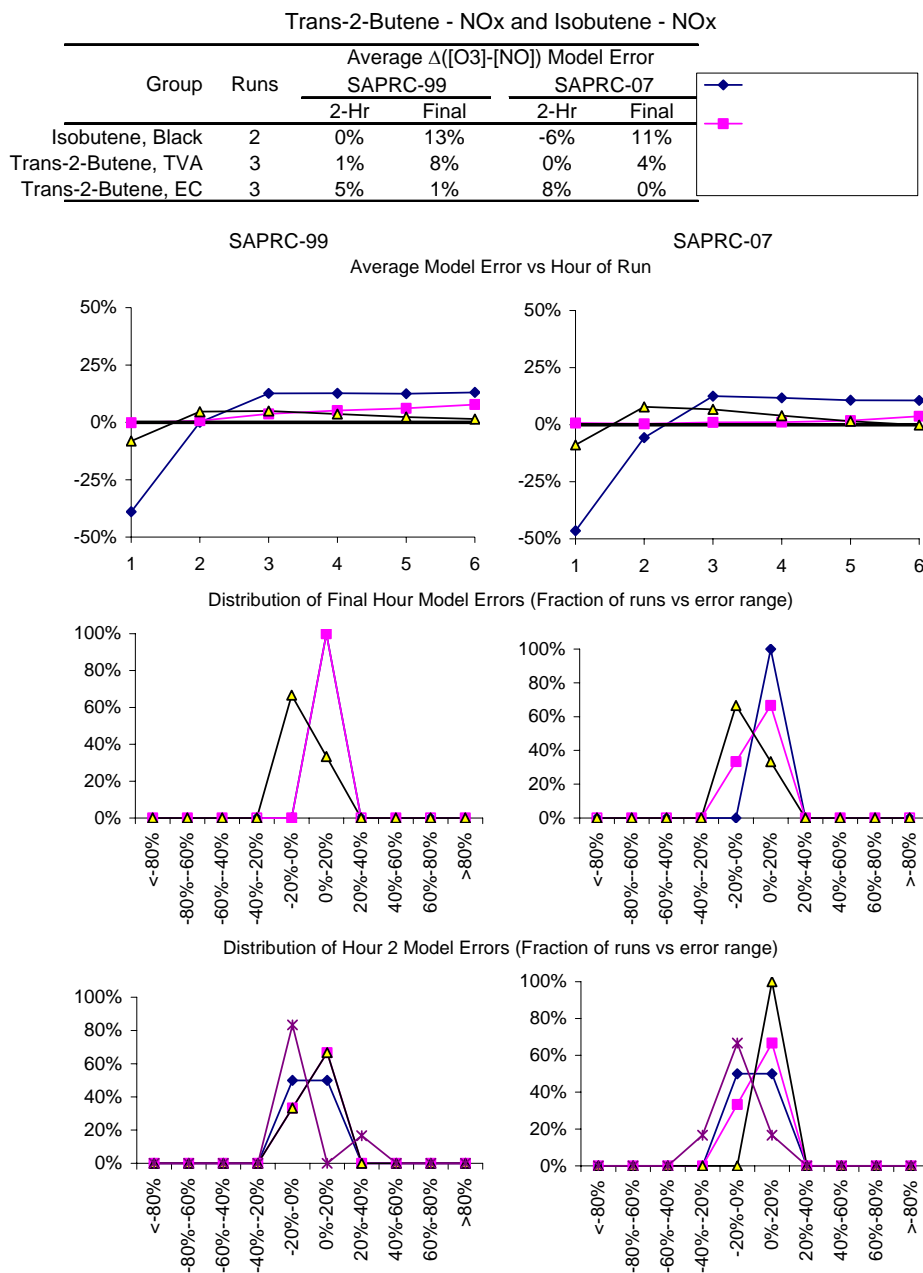 Trans-2-Butene - NOx and Isobutene - NOx
Average Δ([O3]-[NO]) Model Error
Group Runs SAPRC-99 SAPRC-07
2-Hr Final 2-Hr Final
Isobutene, Black 2 0% 13% -6% 11%
Trans-2-Butene, TVA 3 1% 8% 0% 4%
Trans-2-Butene, EC 3 5% 1% 8% 0%
SAPRC-99 SAPRC-07
Average Model Error vs Hour of Run
50% 50%
25% 25%
0% 0%
-25% -25%
-50% -50%
1 2 3 4 5 6 1 2 3 4 5 6
Distribution of Final Hour Model Errors (Fraction of runs vs error range)
100% 100%
80% 80%
60% 60%
40% 40%
20% 20%
0% 0%
<-80% -80%--60% -60%--40% -40%--20% -20%-0% 0%-20% 20%-40% 40%-60% 60%-80% >80% <-80% -80%--60% -60%--40% -40%--20% -20%-0% 0%-20% 20%-40% 40%-60% 60%-80% >80%
Distribution of Hour 2 Model Errors (Fraction of runs vs error range)
100% 100%
80% 80%
60% 60%
40% 40%
20% 20%
0% 0%
<-80% -80%--60% -60%--40% -40%--20% -20%-0% 0%-20% 20%-40% 40%-60% 60%-80% >80% <-80% -80%--60% -60%--40% -40%--20% -20%-0% 0%-20% 20%-40% 40%-60% 60%-80% >80%